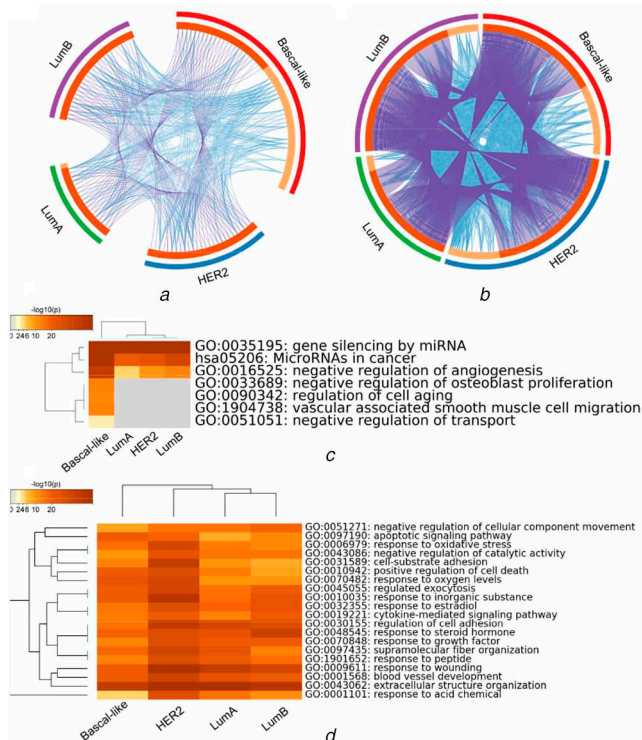 LumB
Bascal-like
LumA
HER2
a
LumB
Bascal-like
LumA
HER2
b
-log10(p)
0 2 4 6 10 20
GO:0035195: gene silencing by miRNA
hsa05206: MicroRNAs in cancer
GO:0016525: negative regulation of angiogenesis
GO:0033689: negative regulation of osteoblast proliferation
GO:0090342: regulation of cell aging
GO:1904738: vascular associated smooth muscle cell migration
GO:0051051: negative regulation of transport
Bascal-like
LumA
HER2
LumB
c
-log10(p)
0 2 4 6 10 20
GO:0051271: negative regulation of cellular component movement
GO:0097190: apoptotic signaling pathway
GO:0006979: response to oxidative stress
GO:0043086: negative regulation of catalytic activity
GO:0031589: cell-substrate adhesion
GO:0010942: positive regulation of cell death
GO:0070482: response to oxygen levels
GO:0045055: regulated exocytosis
GO:0010035: response to inorganic substance
GO:0032355: response to estradiol
GO:0019221: cytokine-mediated signaling pathway
GO:0030155: regulation of cell adhesion
GO:0048545: response to steroid hormone
GO:0070848: response to growth factor
GO:0097435: supramolecular fiber organization
GO:1901652: response to peptide
GO:0009611: response to wounding
GO:0001568: blood vessel development
GO:0043062: extracellular structure organization
GO:0001101: response to acid chemical
Bascal-like
HER2
LumA
LumB
d